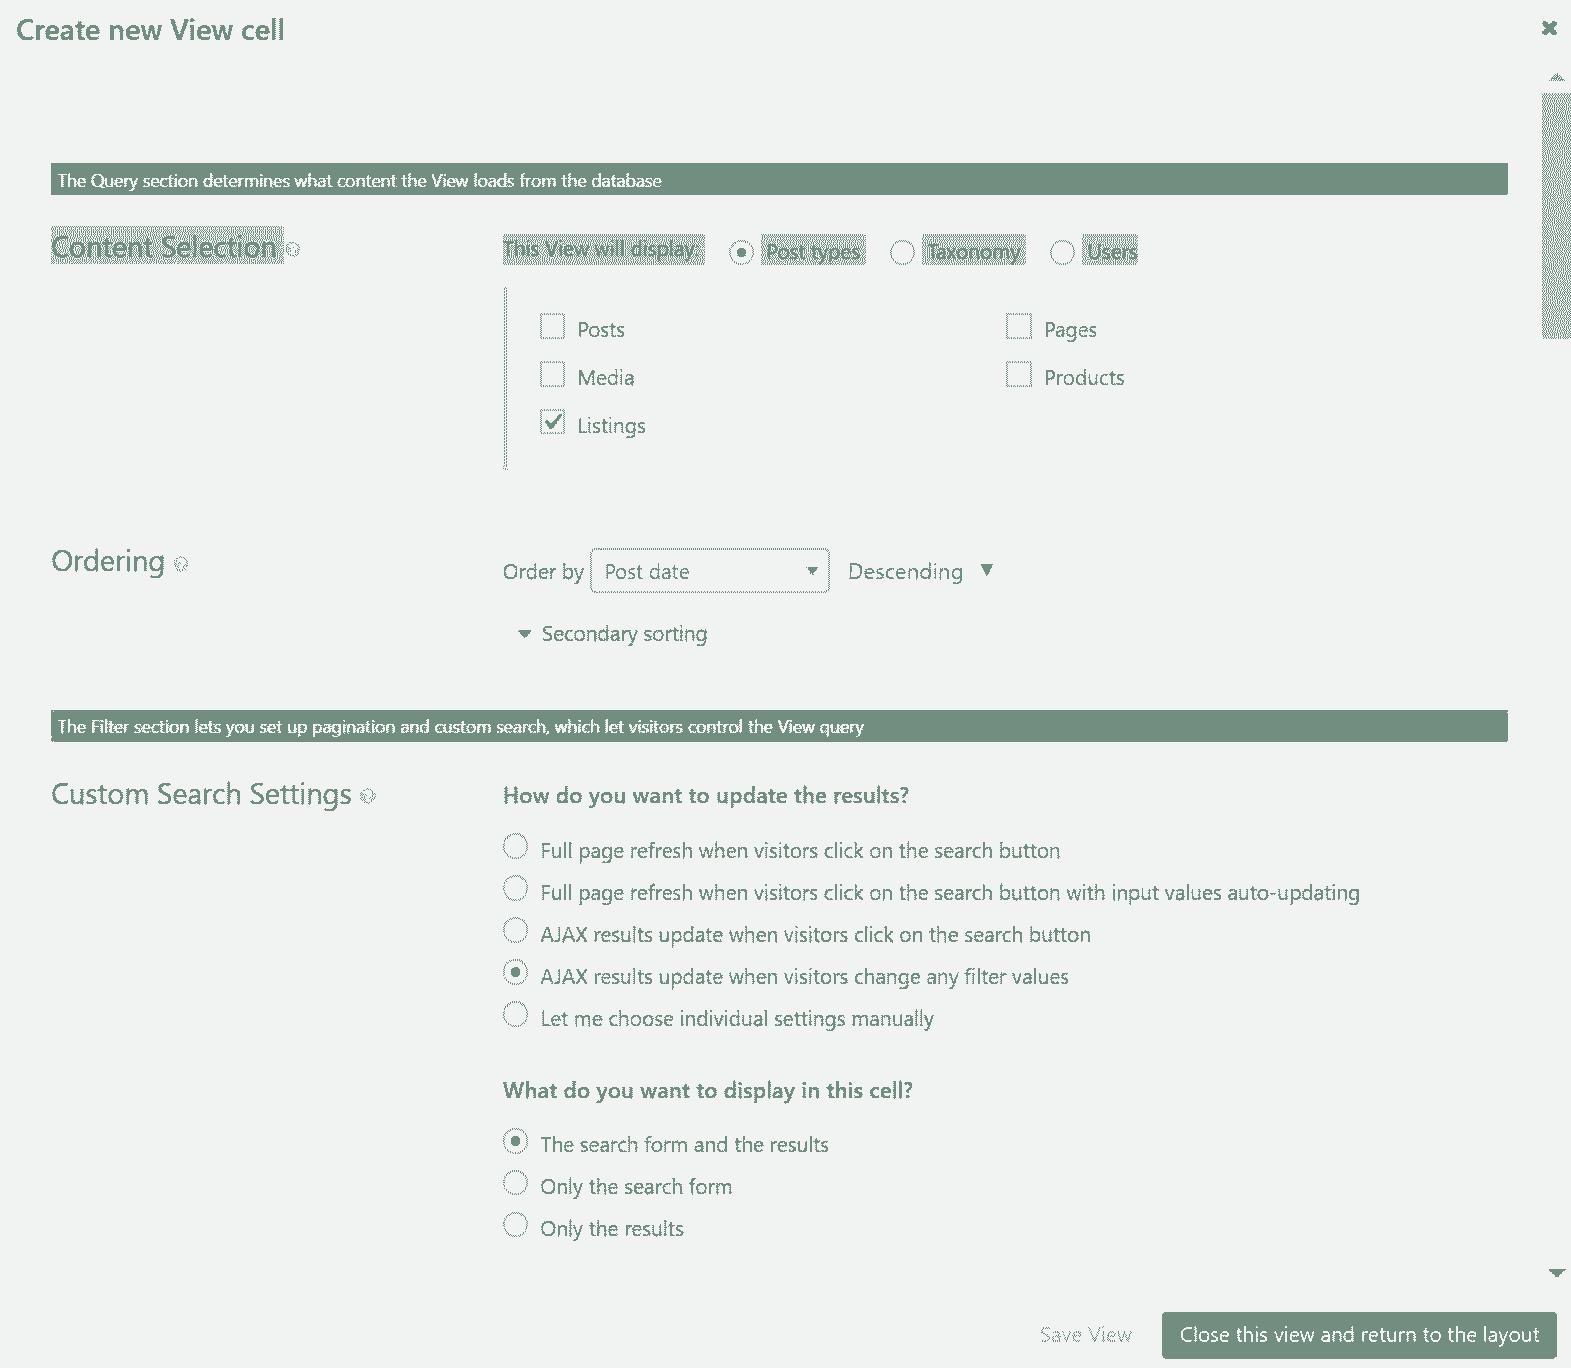 Create new View cell
The Query section determines what content the View loads from the database
Content Selection
This View will display: Post types Taxonomy Users
Posts Pages
Media Products
Listings
Ordering
Order by Post date Descending
Secondary sorting
The Filter section lets you set up pagination and custom search, which let visitors control the View query
Custom Search Settings
How do you want to update the results?
Full page refresh when visitors click on the search button
Full page refresh when visitors click on the search button with input values auto-updating
AJAX results update when visitors click on the search button
AJAX results update when visitors change any filter values
Let me choose individual settings manually
What do you want to display in this cell?
The search form and the results
Only the search form
Only the results
Save View Close this view and return to the layout